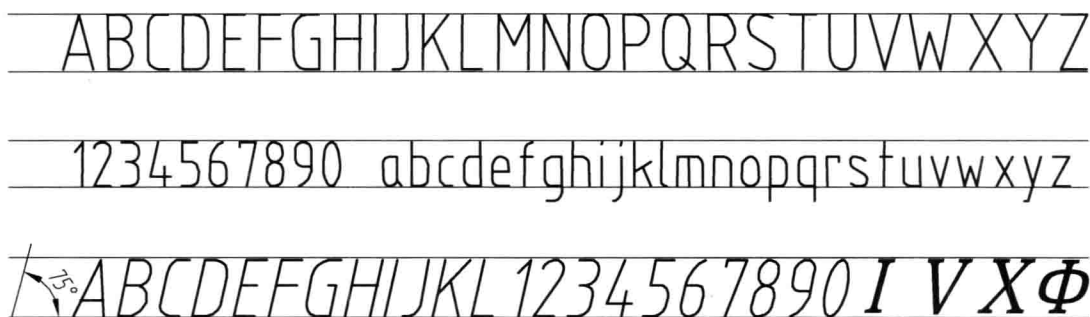 ABCDEFGHIJKLMNOPQRSTUVWXYZ
1234567890 abcdefghijklmnopqrstuvwxyz
75° ABCDEFGHIJKL 1234567890 I V X Φ